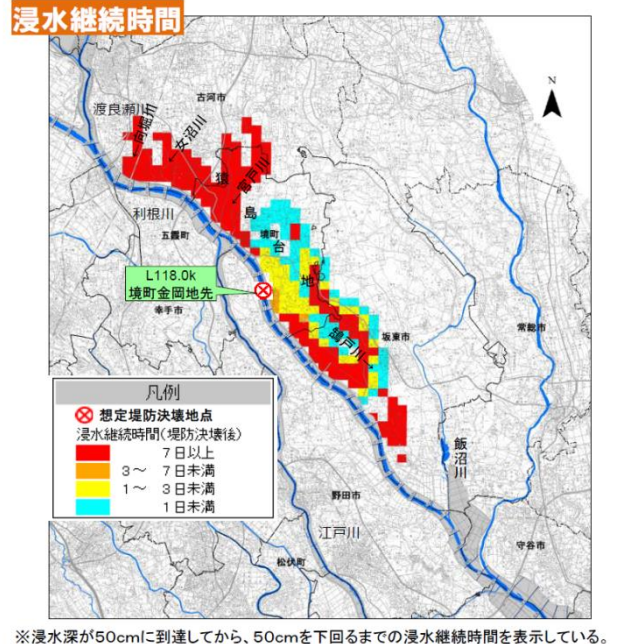 浸水継続時間
N
古河市
渡良瀬川
向堀川
女沼川
宮戸川
猿
島
台
地
利根川
五霞町
境町
L118.0k
境町金岡地先
幸手市
鵠戸川
坂東市
常総市
凡例
想定堤防決壊地点
浸水継続時間(堤防決壊後)
7日以上
3～ 7日未満
1～ 3日未満
1日未満
飯沼川
野田市
江戸川
守谷市
松伏町
※浸水深が50cmに到達してから、50cmを下回るまでの浸水継続時間を表示している。